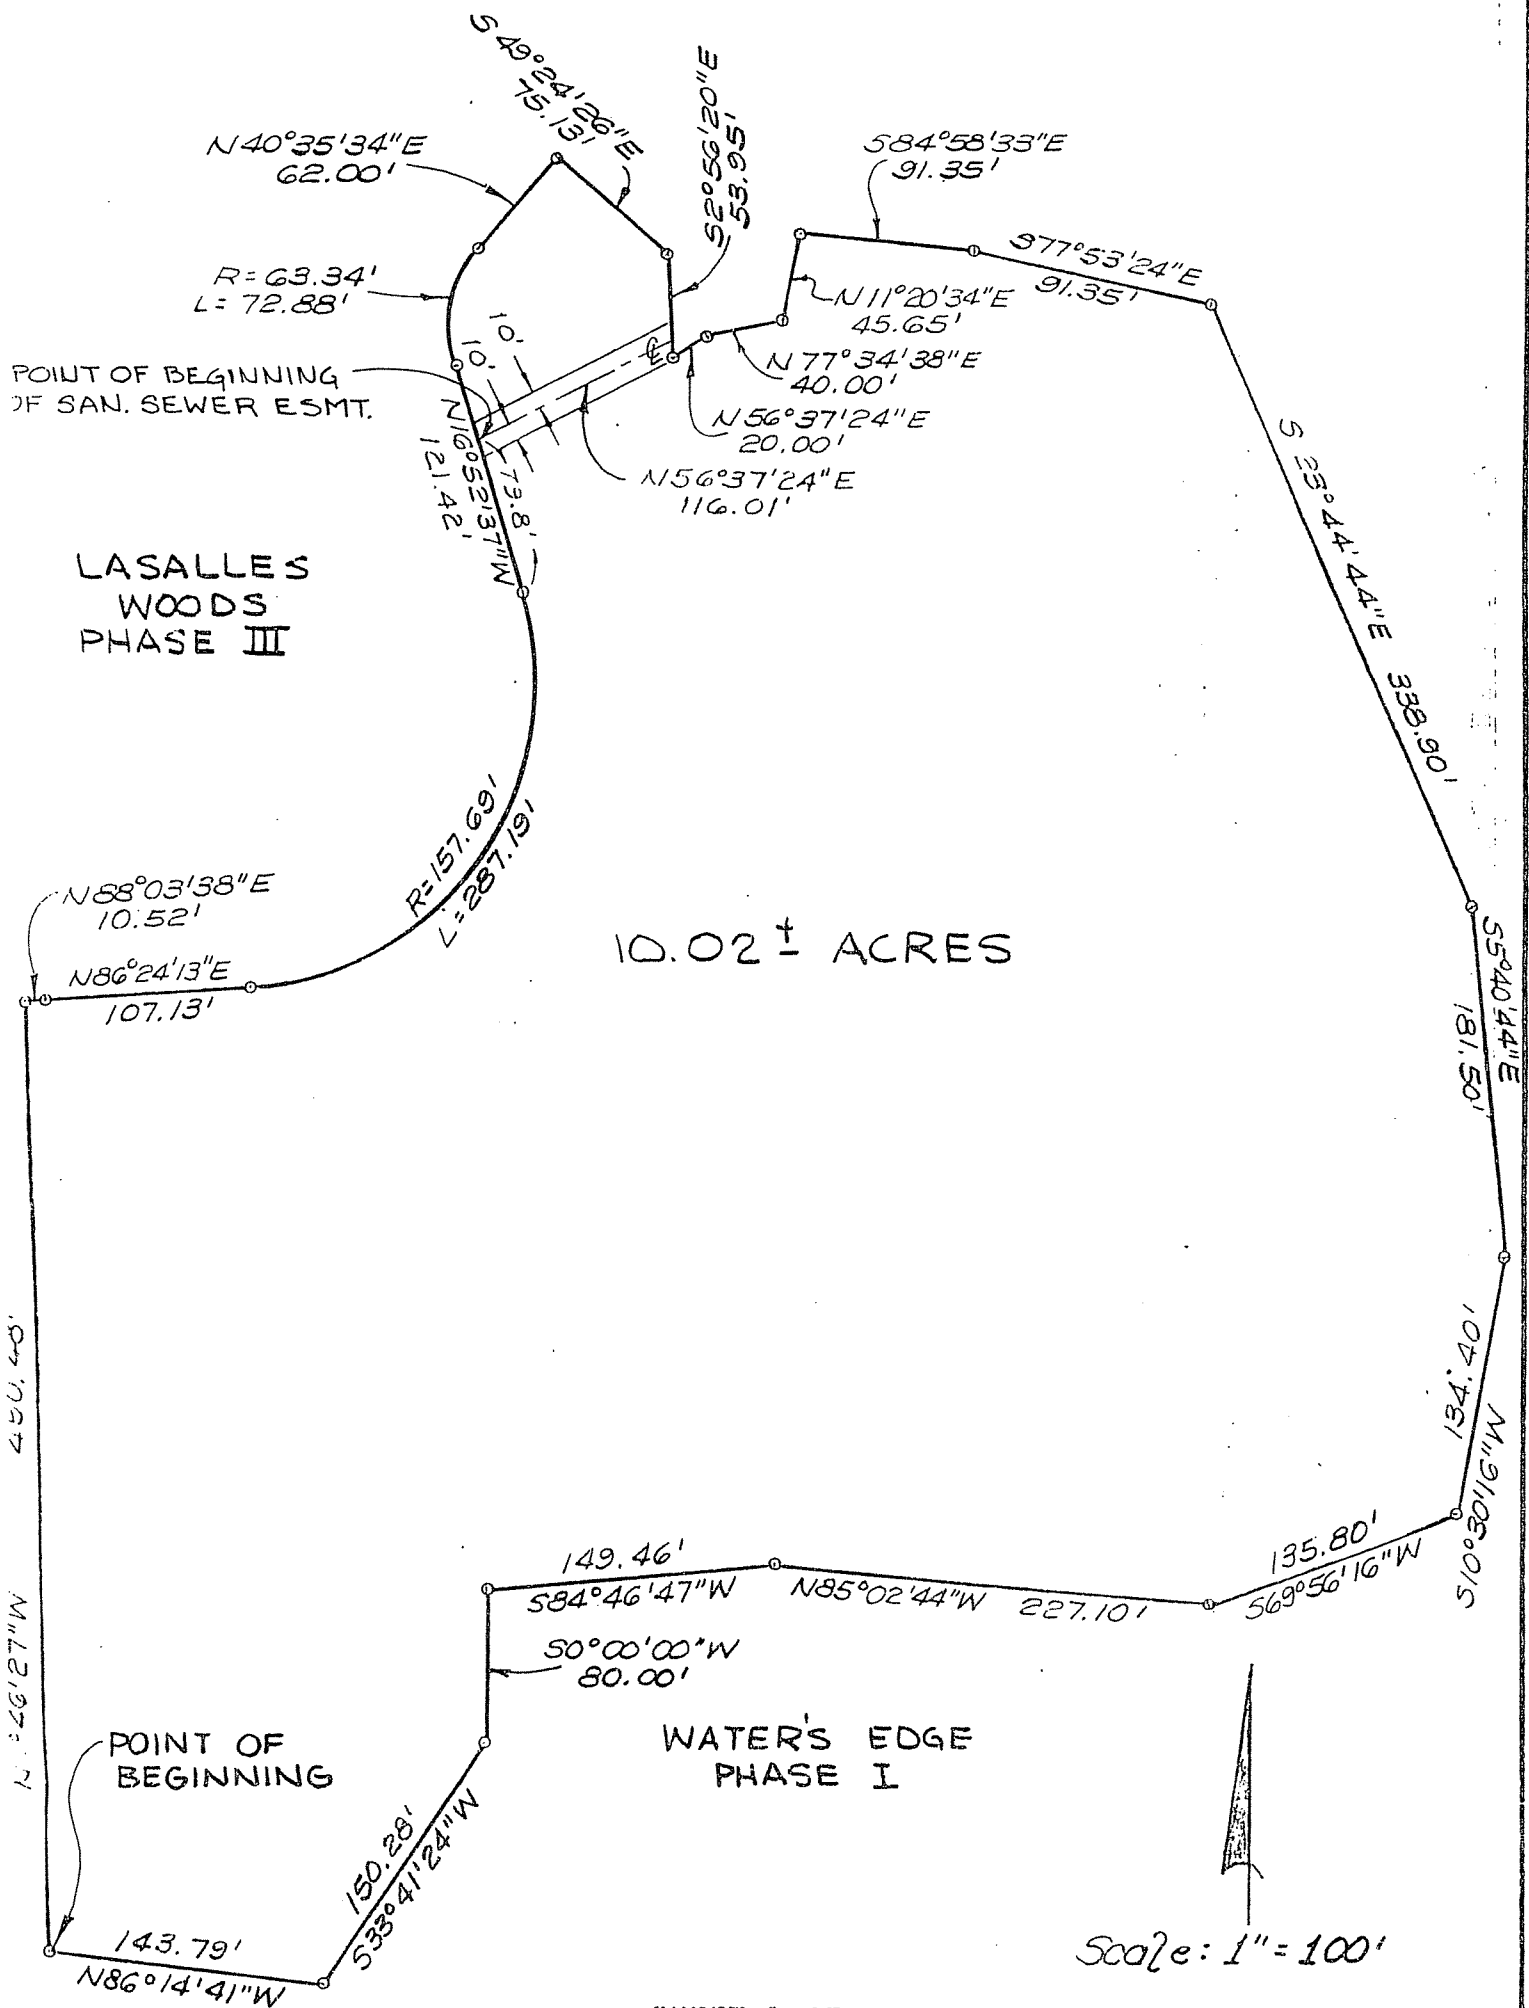 S 49°24'26"E
75.13'
S2°56'20"E
53.95'
N40°35'34"E
62.00'
S84°58'33"E
91.35'
S77°53'24"E
91.35'
R=63.34'
L=72.88'
N11°20'34"E
45.65'
10'
10'
℄
N77°34'38"E
40.00'
POINT OF BEGINNING
OF SAN. SEWER ESMT.
N56°37'24"E
20.00'
N56°37'24"E
116.01'
N16°52'37"W
121.42'
73.8'
S 23°44'44"E 338.90'
LASALLES
WOODS
PHASE III
R=157.69'
L=287.19'
N88°03'38"E
10.52'
N86°24'13"E
107.13'
10.02 ± ACRES
S5°40'44"E
181.50'
134.40'
S10°30'16"W
135.80'
S69°56'16"W
149.46'
S84°46'47"W
N85°02'44"W 227.10'
S0°00'00"W
80.00'
WATER'S EDGE
PHASE I
POINT OF
BEGINNING
150.28'
S33°41'24"W
143.79'
N86°14'41"W
Scale: 1"=100'